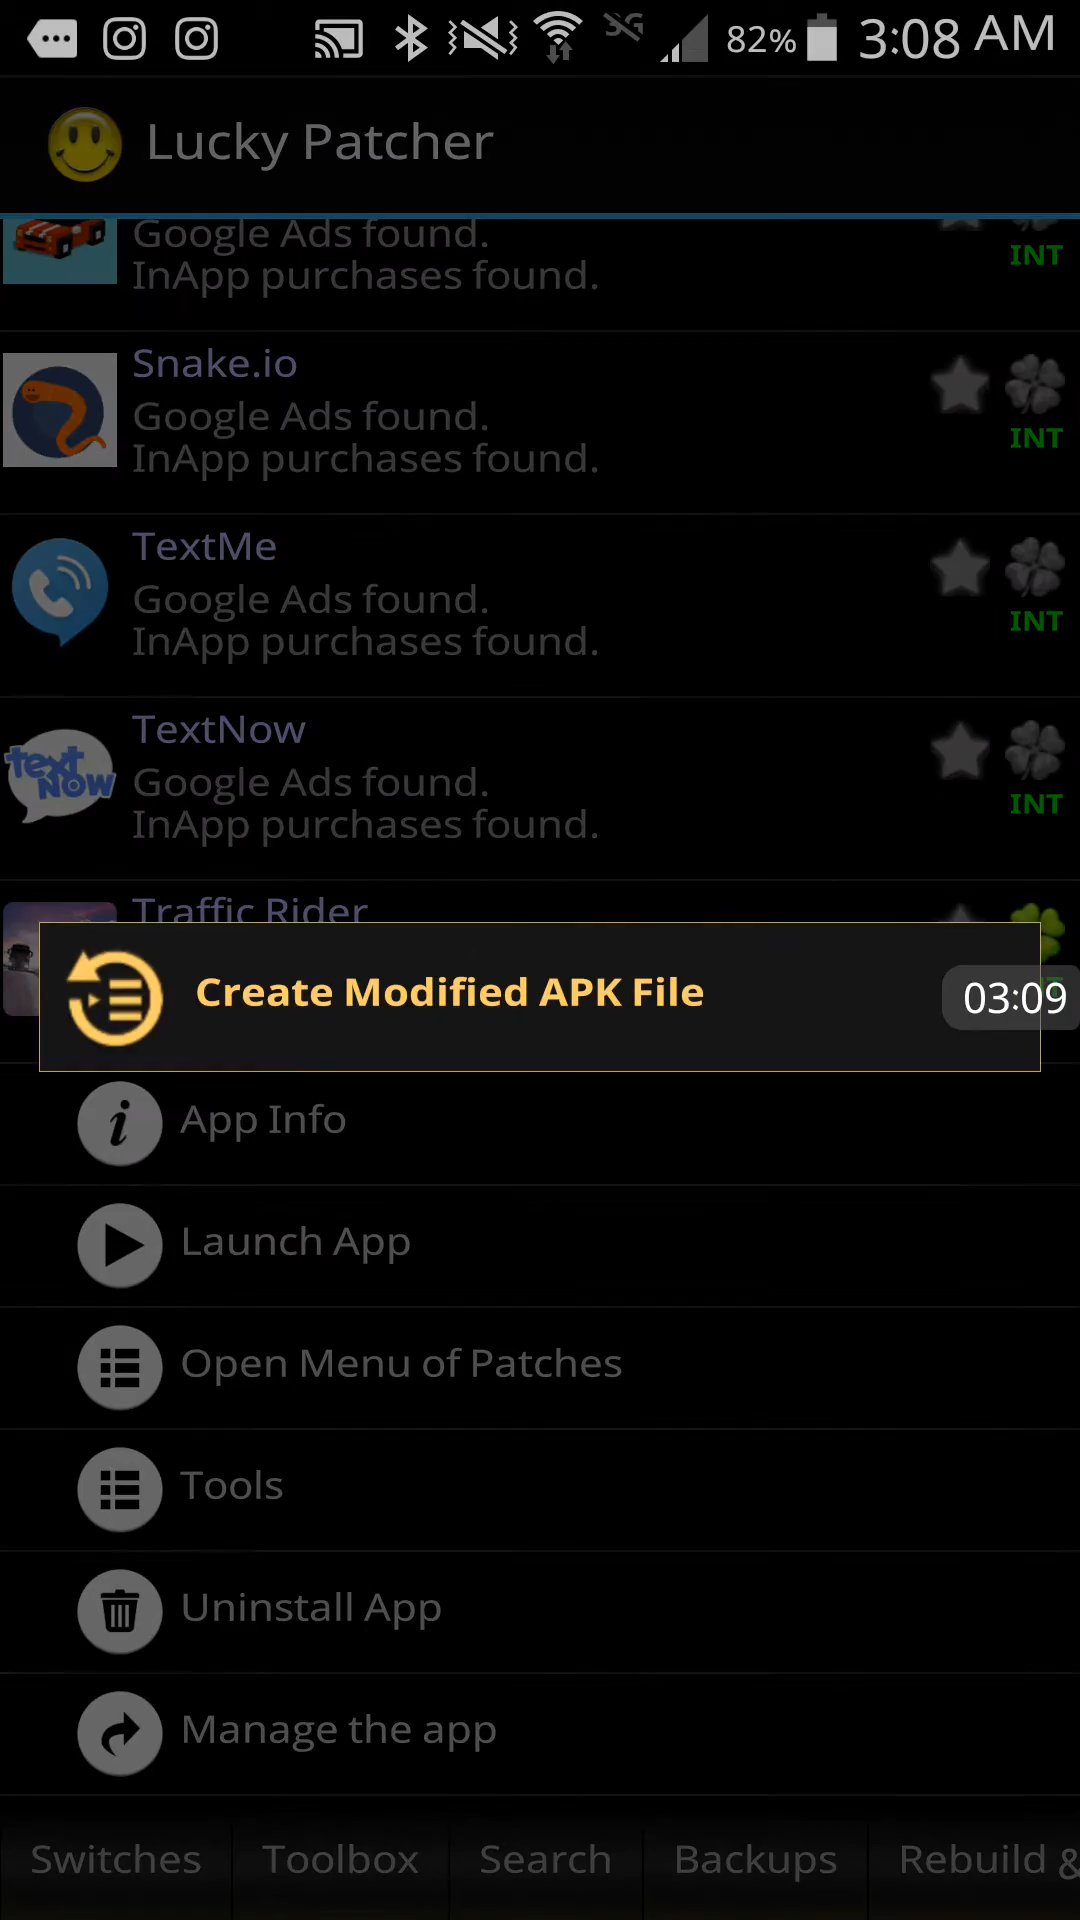 82% 3:08 AM
Lucky Patcher
Google Ads found.
InApp purchases found.
INT
Snake.io
Google Ads found.
InApp purchases found.
INT
TextMe
Google Ads found.
InApp purchases found.
INT
text NOW
TextNow
Google Ads found.
InApp purchases found.
INT
Traffic Rider
Create Modified APK File
03:09
App Info
Launch App
Open Menu of Patches
Tools
Uninstall App
Manage the app
Switches Toolbox Search Backups Rebuild &